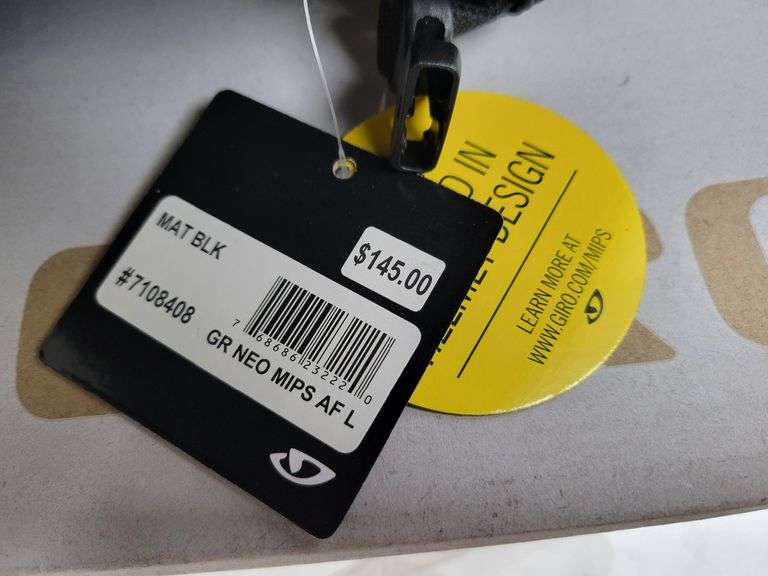 MAT BLK
#7108408
$145.00
7 68686 23222 0
GR NEO MIPS AF L
D IN
HELMET DESIGN
LEARN MORE AT
WWW.GIRO.COM/MIPS